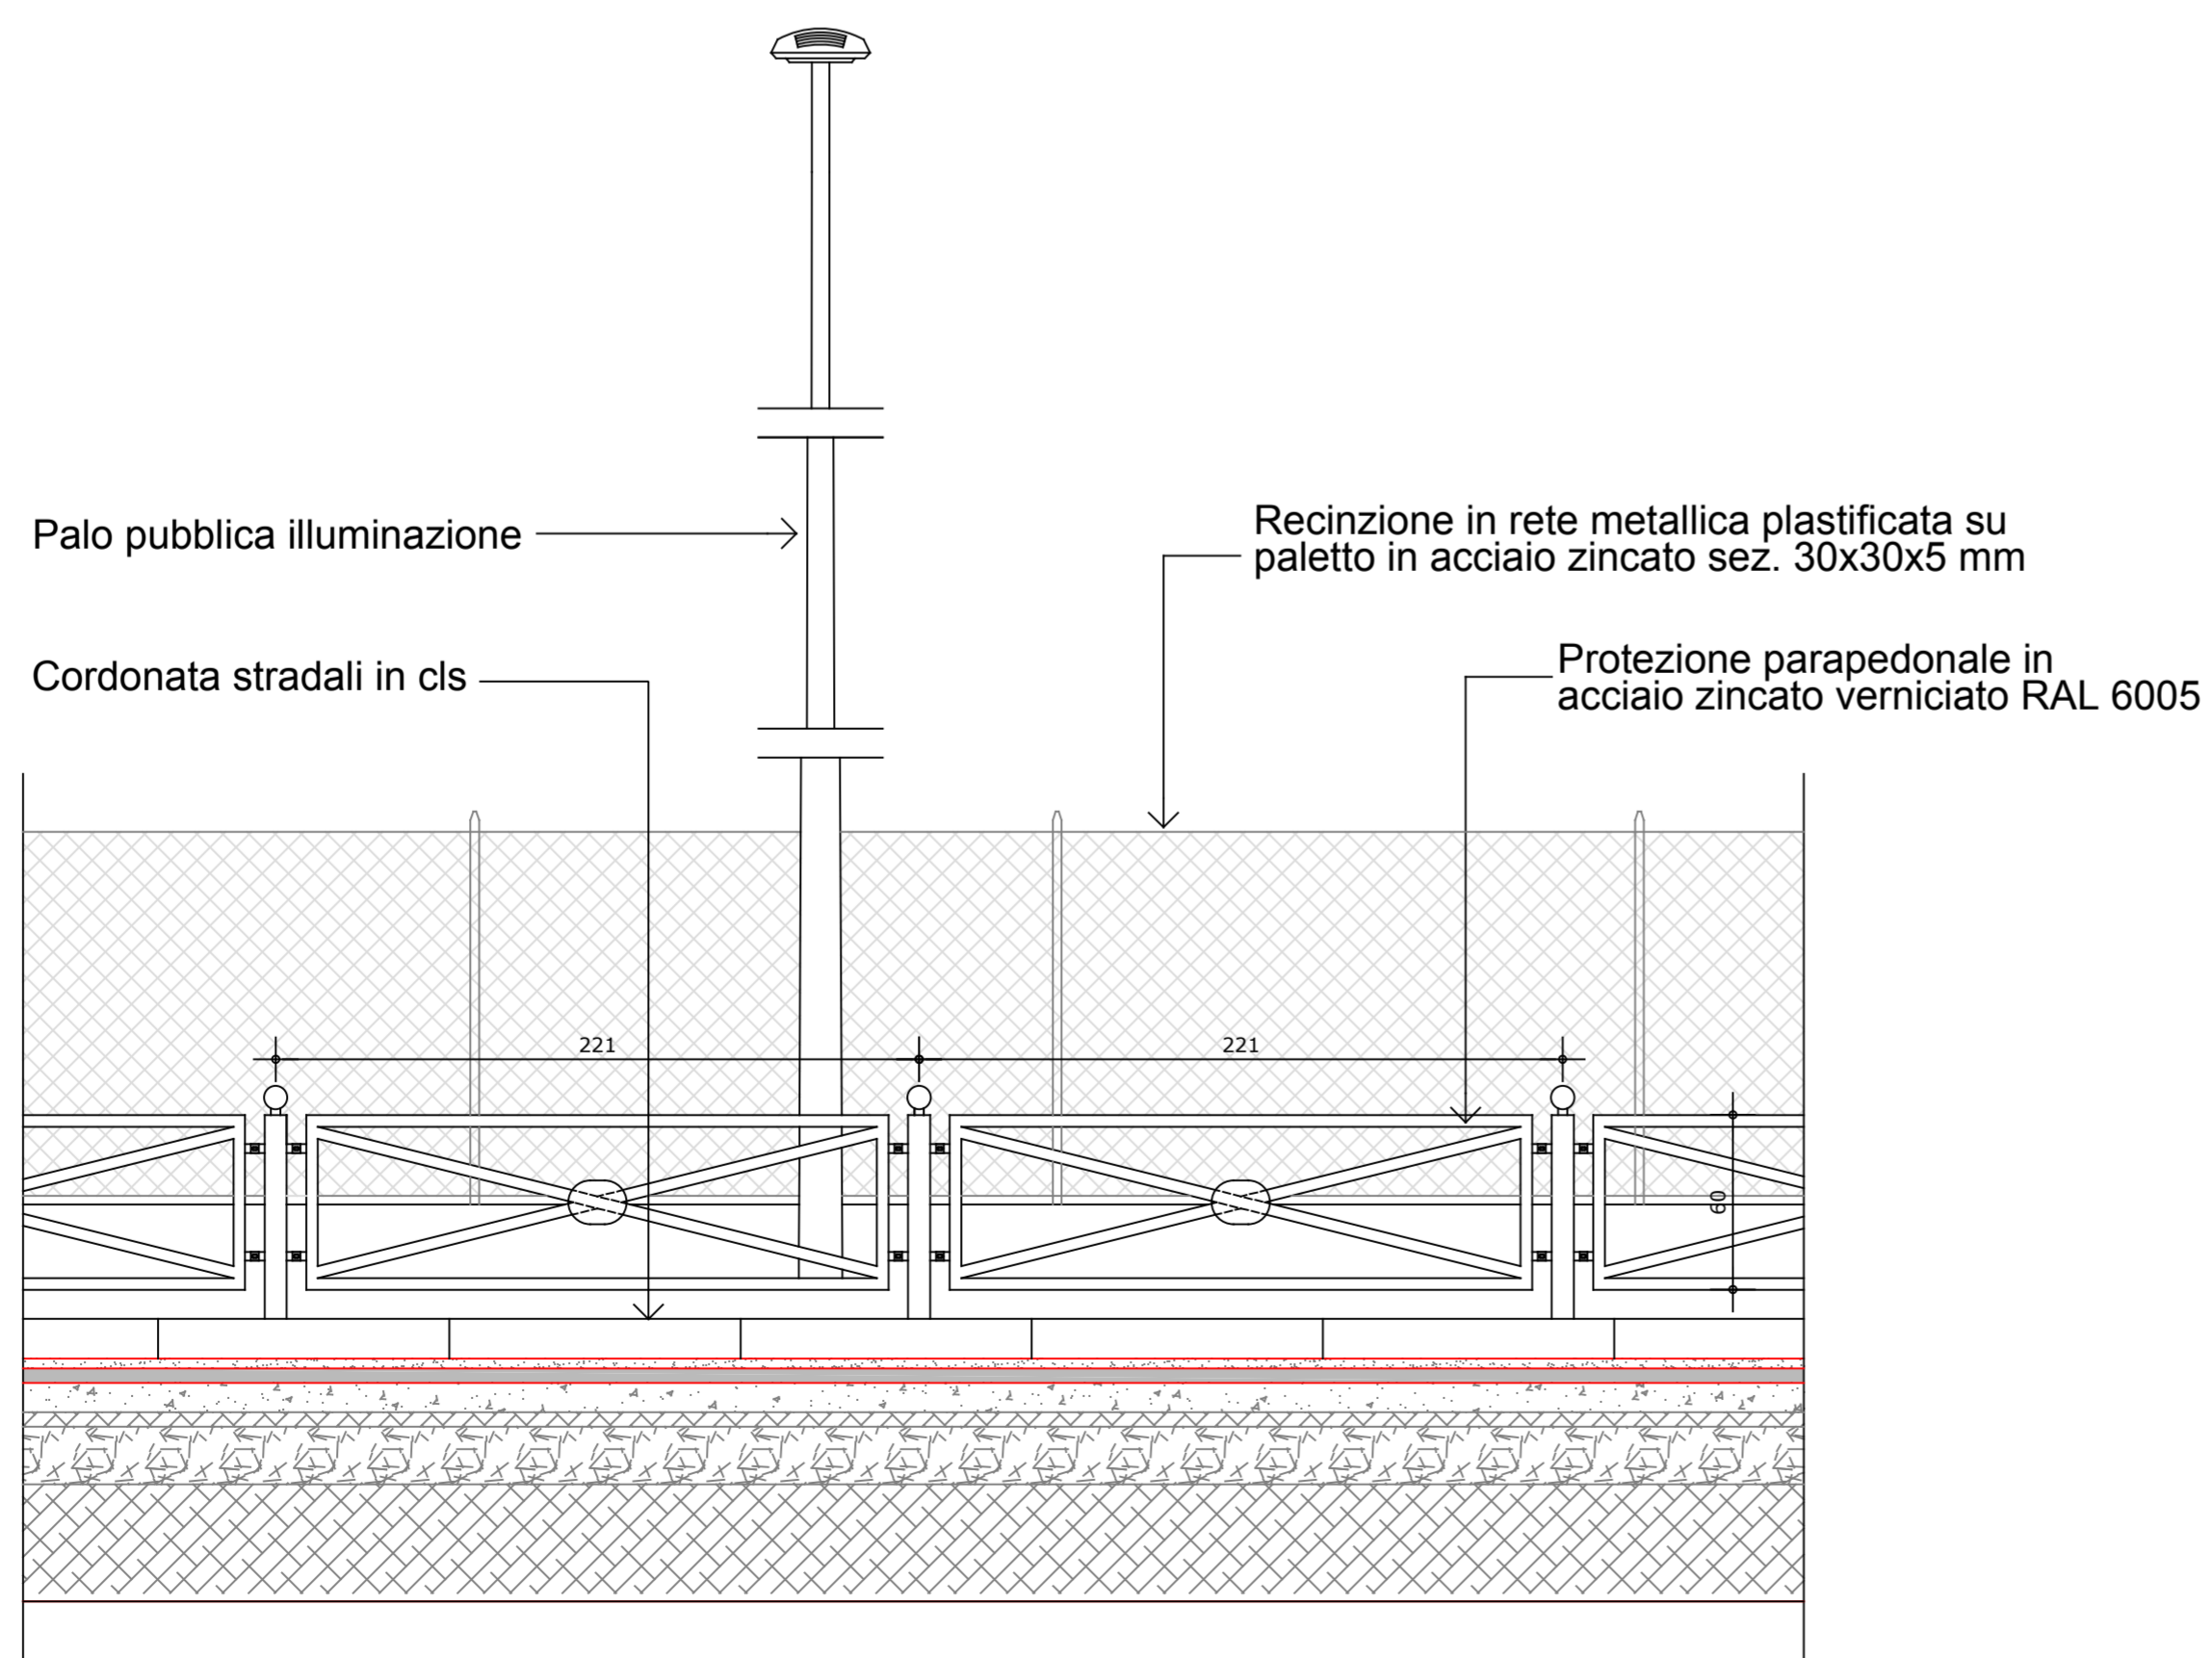 Palo pubblica illuminazione
Recinzione in rete metallica plastificata su
paletto in acciaio zincato sez. 30x30x5 mm
Cordonata stradali in cls
Protezione parapedonale in
acciaio zincato verniciato RAL 6005
221
221
60